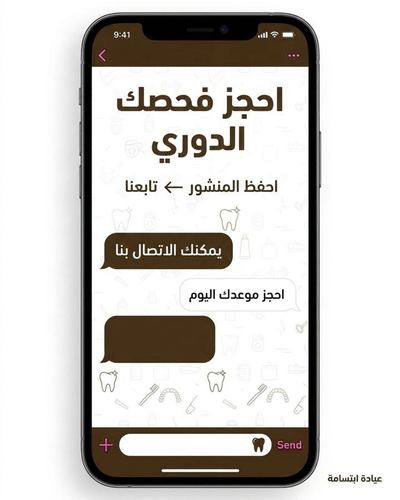 9:41
احجز فحصك
الدوري
احفظ المنشور ← تابعنا
يمكنك الاتصال بنا
احجز موعدك اليوم
Send
عيادة ابتسامة